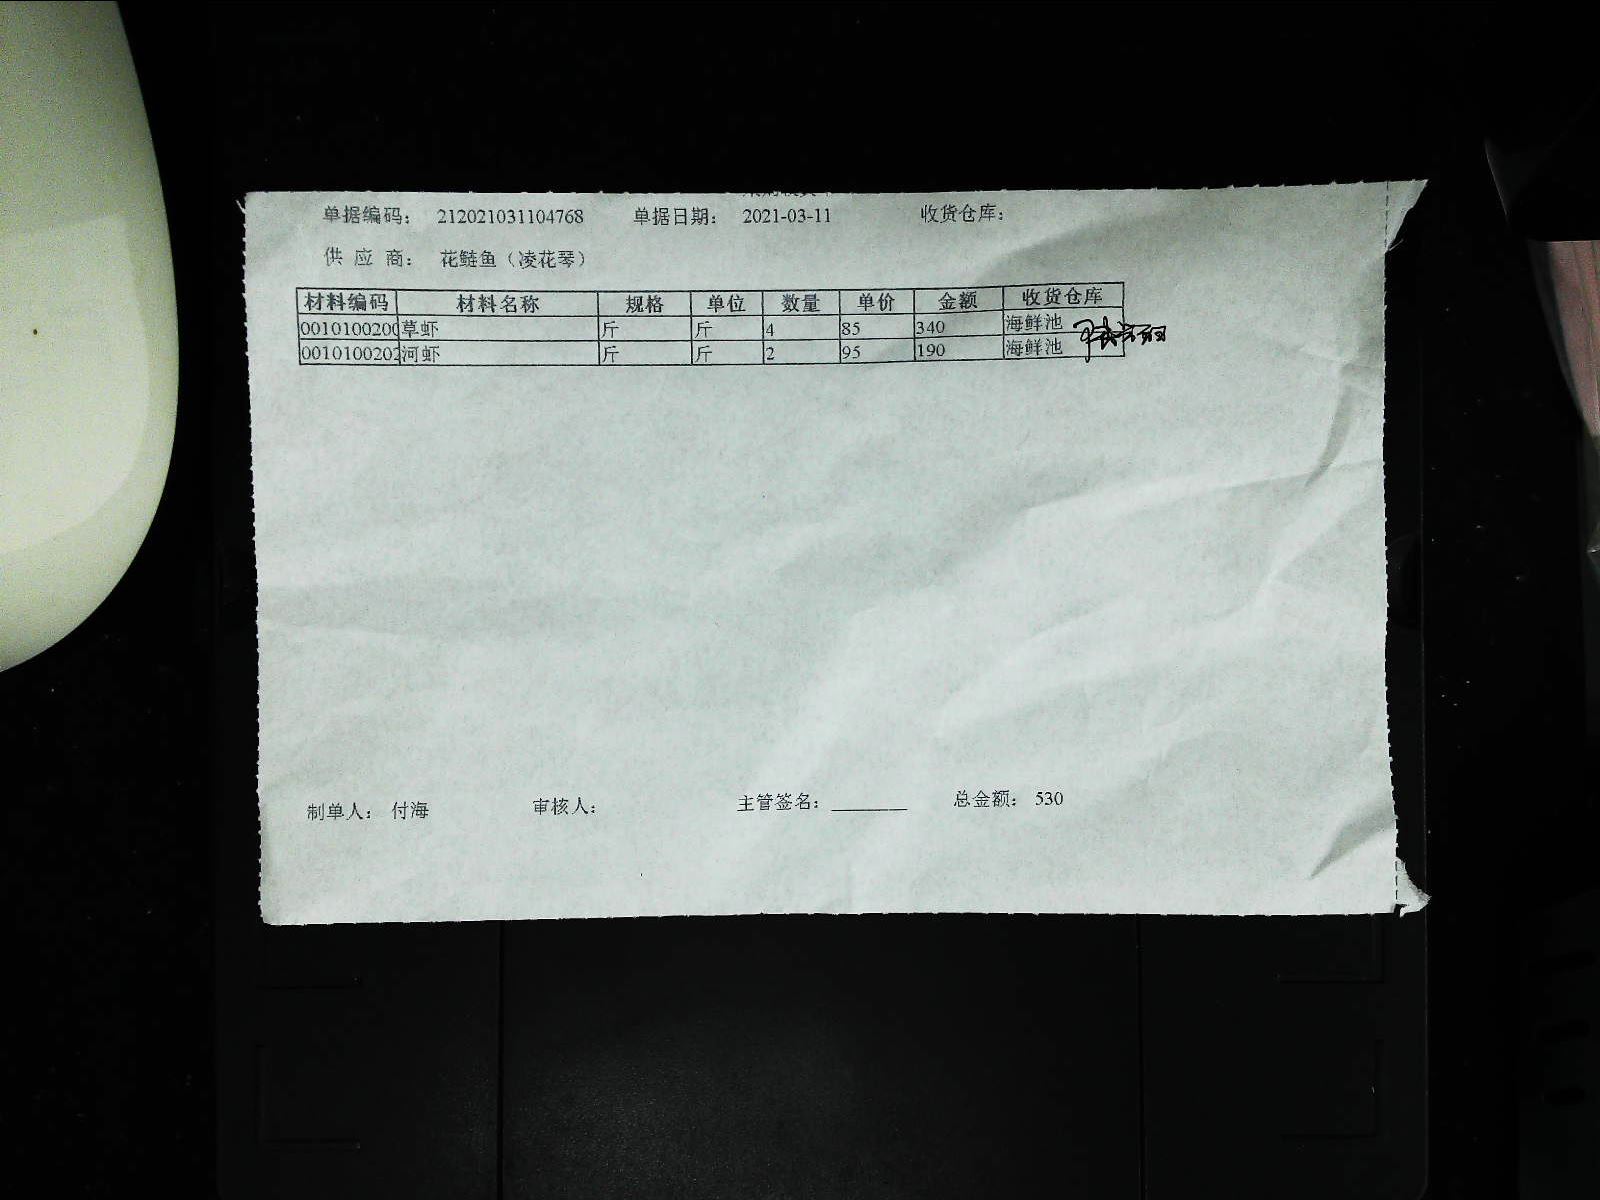 单据编码： 212021031104768 单据日期： 2021-03-11 收货仓库：
供 应 商： 花鲢鱼（凌花琴）
材料编码 材料名称 规格 单位 数量 单价 金额 收货仓库
0010100200 草虾 斤 斤 4 85 340 海鲜池
0010100202 河虾 斤 斤 2 95 190 海鲜池
制单人： 付海 审核人： 主管签名：________ 总金额： 530